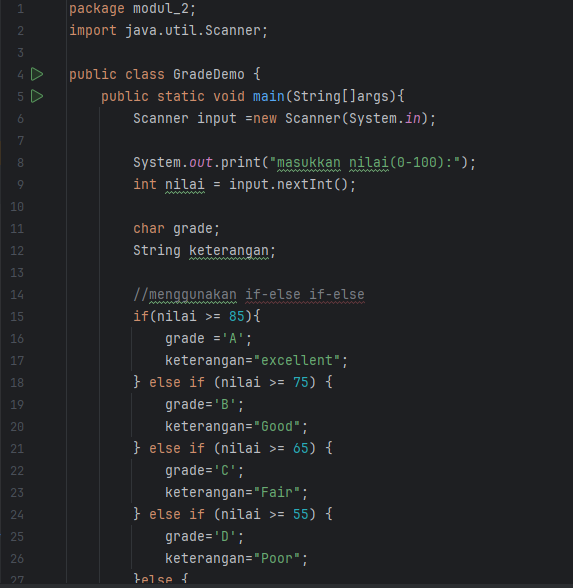 1 package modul_2;
2 import java.util.Scanner;
3
4 public class GradeDemo {
5     public static void main(String[]args){
6         Scanner input =new Scanner(System.in);
7
8         System.out.print("masukkan nilai(0-100):");
9         int nilai = input.nextInt();
10
11         char grade;
12         String keterangan;
13
14         //menggunakan if-else if-else
15         if(nilai >= 85){
16             grade ='A';
17             keterangan="excellent";
18         } else if (nilai >= 75) {
19             grade='B';
20             keterangan="Good";
21         } else if (nilai >= 65) {
22             grade='C';
23             keterangan="Fair";
24         } else if (nilai >= 55) {
25             grade='D';
26             keterangan="Poor";
27         }else {